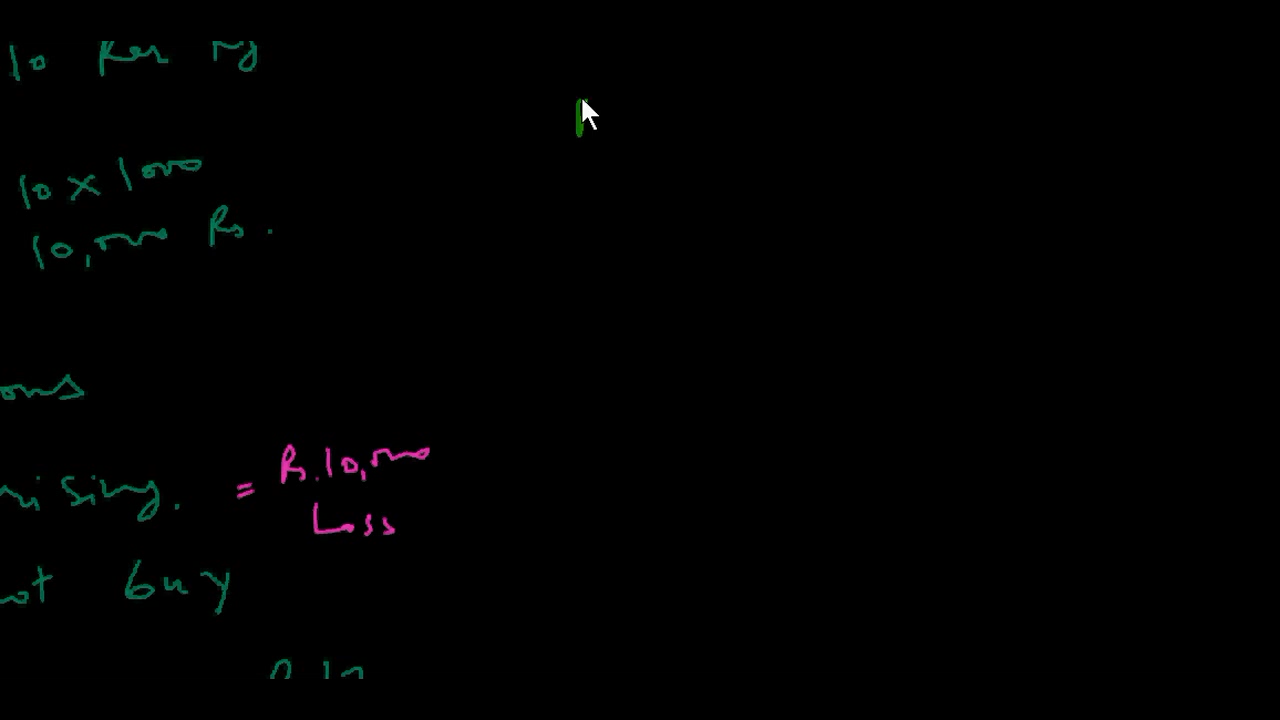 10 per kg
10 x 1000
10,000 Rs.
ons
= Rs.10,000
ising.
Loss
ot buy